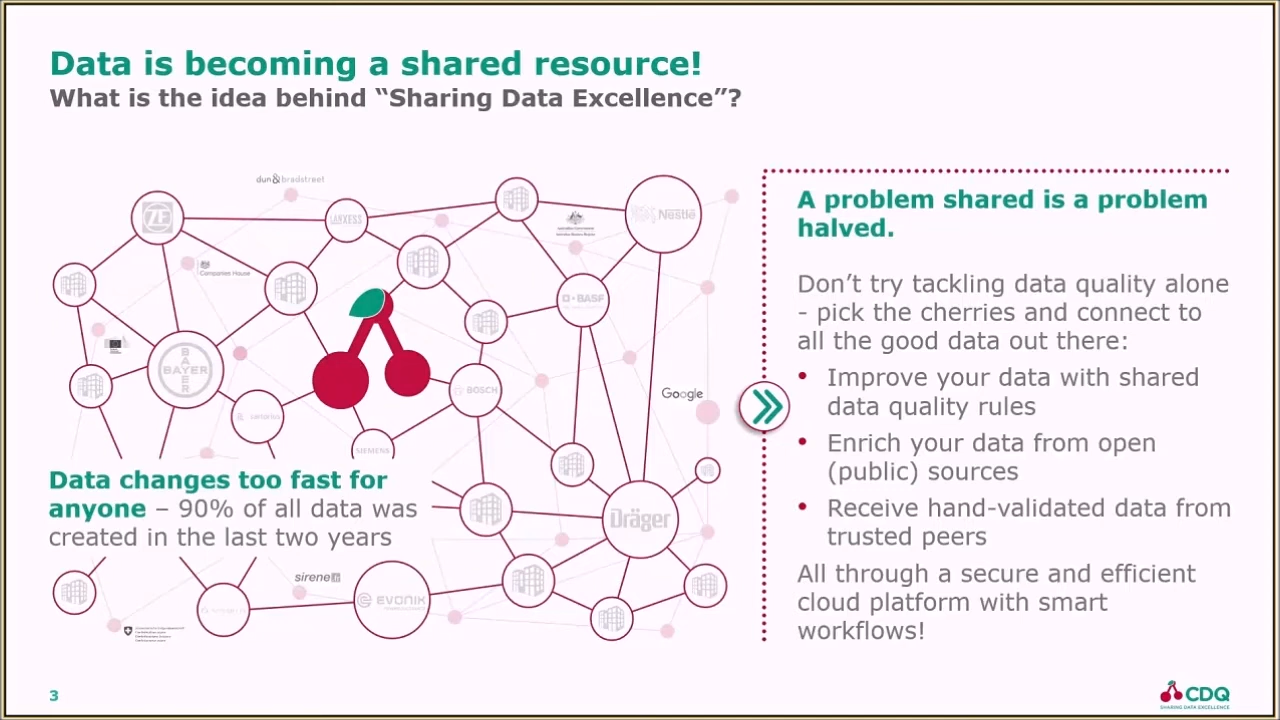 Data is becoming a shared resource!
What is the idea behind “Sharing Data Excellence”?
dun&bradstreet
ZF
LANXESS
Nestlé
Companies House
BASF
BAYER
BAYER
Google
BOSCH
SIEMENS
Data changes too fast for
anyone – 90% of all data was
created in the last two years
Dräger
sirene
EVONIK
A problem shared is a problem
halved.
Don’t try tackling data quality alone
- pick the cherries and connect to
all the good data out there:
• Improve your data with shared
data quality rules
• Enrich your data from open
(public) sources
• Receive hand-validated data from
trusted peers
All through a secure and efficient
cloud platform with smart
workflows!
3
CDQ
SHARING DATA EXCELLENCE